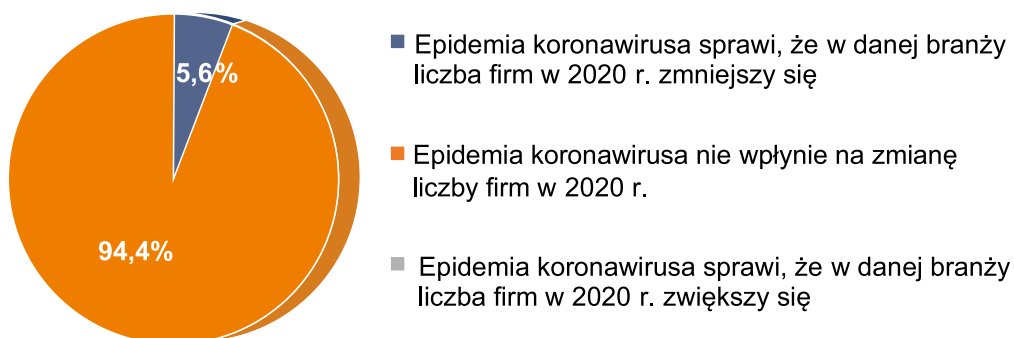 5,6%
94,4%
Epidemia koronawirusa sprawi, że w danej branży
liczba firm w 2020 r. zmniejszy się
Epidemia koronawirusa nie wpłynie na zmianę
liczby firm w 2020 r.
Epidemia koronawirusa sprawi, że w danej branży
liczba firm w 2020 r. zwiększy się